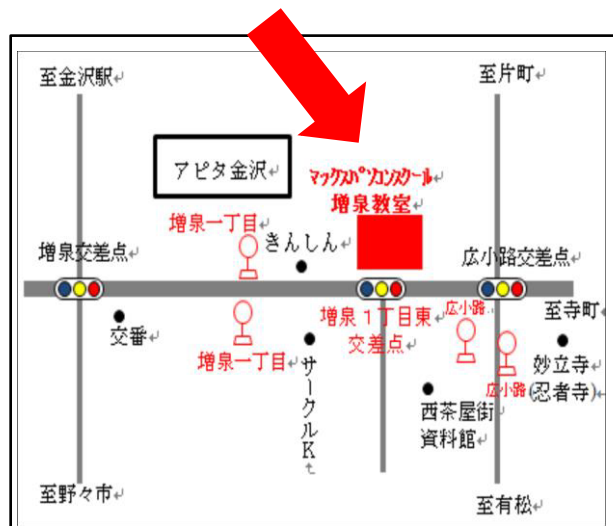 至金沢駅
至片町
アピタ金沢
マックスパソコンスクール
増泉教室
増泉一丁目
きんしん
増泉交差点
広小路交差点
交番
増泉一丁目
サークルK
増泉１丁目東
交差点
広小路
至寺町
妙立寺
(忍者寺)
広小路
西茶屋街
資料館
至野々市
至有松